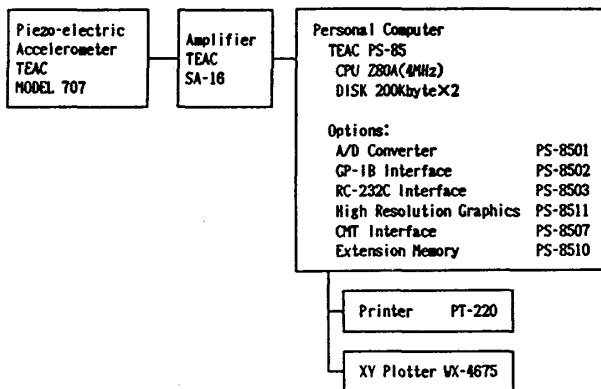 Piezo-electric
Accelerometer
TEAC
MODEL 707
Amplifier
TEAC
SA-16
Personal Computer
TEAC PS-85
CPU Z80A(4MHz)
DISK 200Kbyte×2
Options:
A/D Converter PS-8501
GP-iB Interface PS-8502
RC-232C Interface PS-8503
High Resolution Graphics PS-8511
CMT Interface PS-8507
Extension Memory PS-8510
Printer PT-220
XY Plotter WX-4675